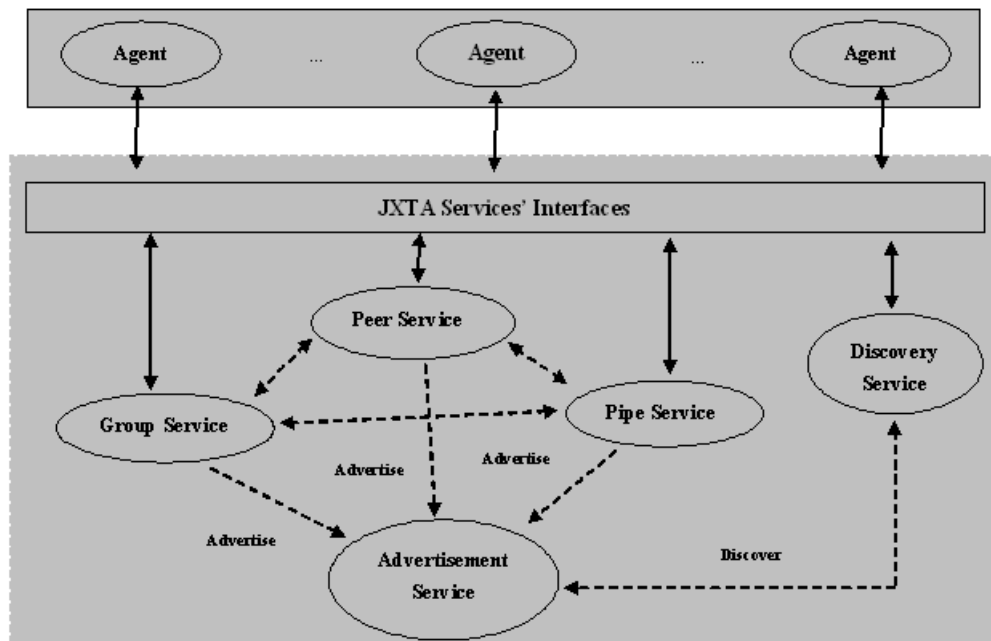 Agent
...
Agent
...
Agent
JXTA Services' Interfaces
Peer Service
Discovery
Service
Group Service
Pipe Service
Advertise
Advertise
Advertise
Advertisement
Service
Discover